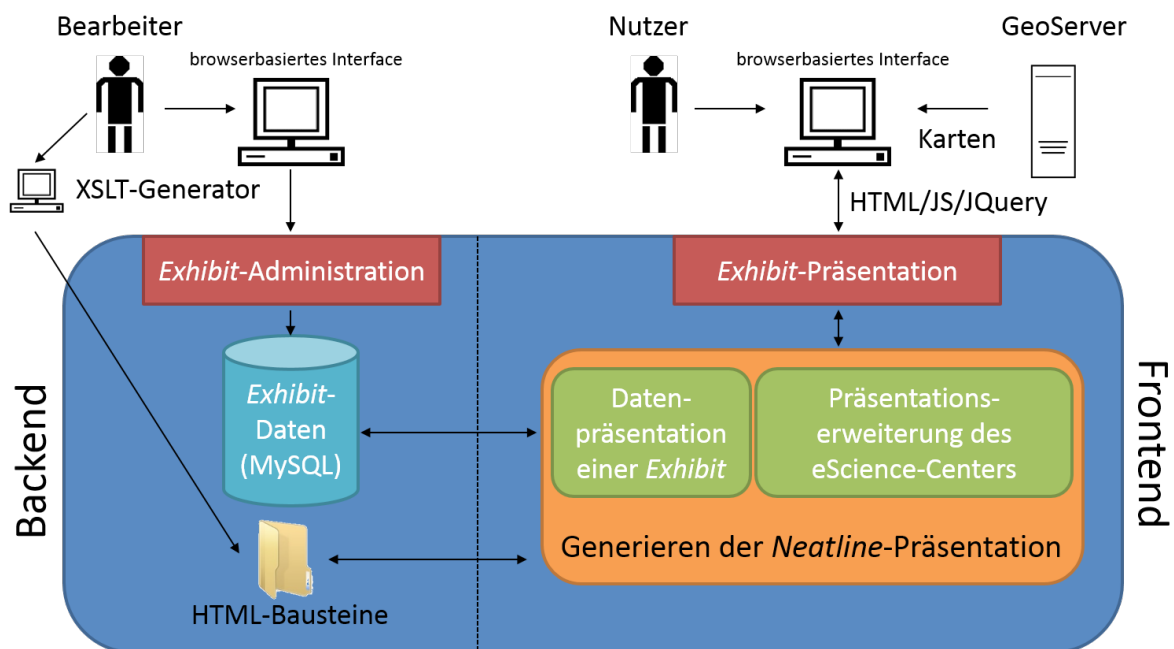 Bearbeiter
browserbasiertes Interface
XSLT-Generator
Nutzer
browserbasiertes Interface
GeoServer
Karten
HTML/JS/JQuery
Exhibit-Administration
Exhibit-Präsentation
Backend
Exhibit-
Daten
(MySQL)
HTML-Bausteine
Daten-
präsentation
einer Exhibit
Präsentations-
erweiterung des
eScience-Centers
Generieren der Neatline-Präsentation
Frontend